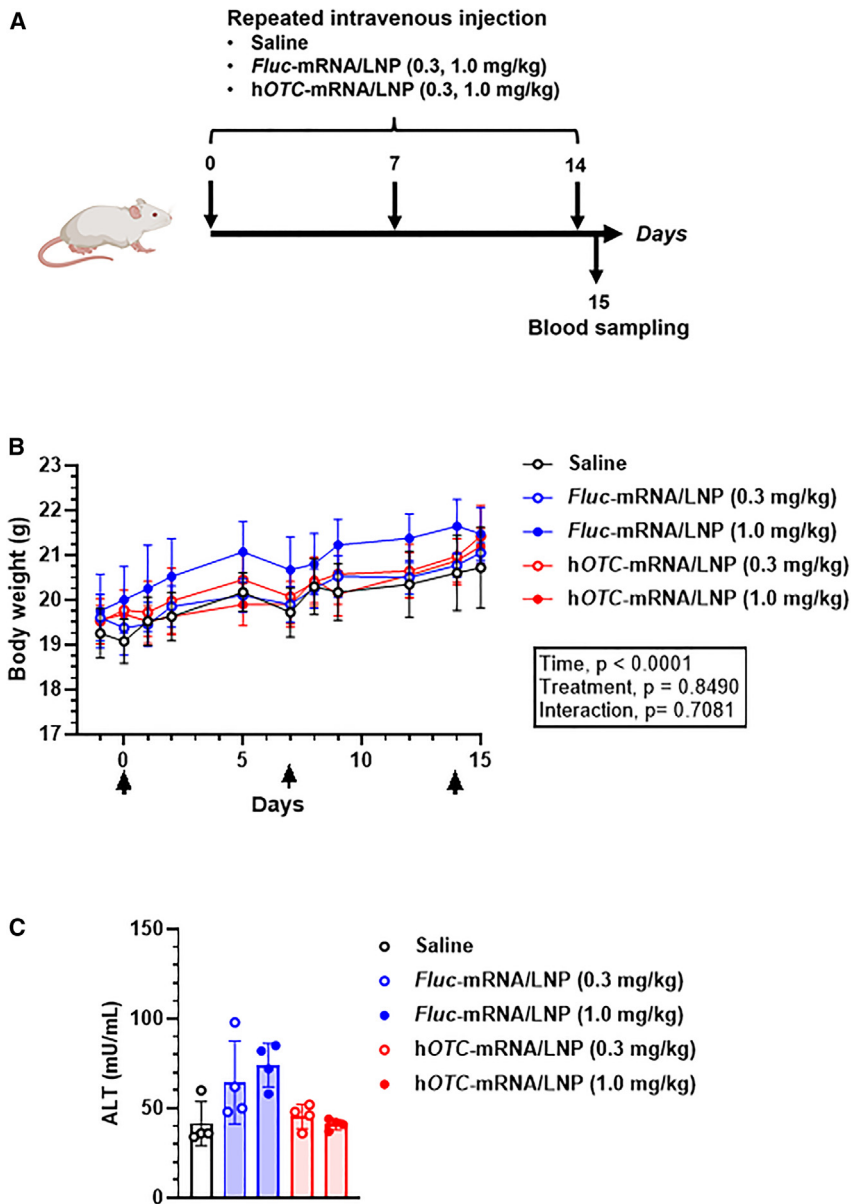 A
Repeated intravenous injection
• Saline
• Fluc-mRNA/LNP (0.3, 1.0 mg/kg)
• hOTC-mRNA/LNP (0.3, 1.0 mg/kg)
0
7
14
Days
15
Blood sampling
B
23
22
21
20
19
18
17
Body weight (g)
0
5
10
15
Days
Saline
Fluc-mRNA/LNP (0.3 mg/kg)
Fluc-mRNA/LNP (1.0 mg/kg)
hOTC-mRNA/LNP (0.3 mg/kg)
hOTC-mRNA/LNP (1.0 mg/kg)
Time, p < 0.0001
Treatment, p = 0.8490
Interaction, p= 0.7081
C
150
100
50
0
ALT (mU/mL)
Saline
Fluc-mRNA/LNP (0.3 mg/kg)
Fluc-mRNA/LNP (1.0 mg/kg)
hOTC-mRNA/LNP (0.3 mg/kg)
hOTC-mRNA/LNP (1.0 mg/kg)